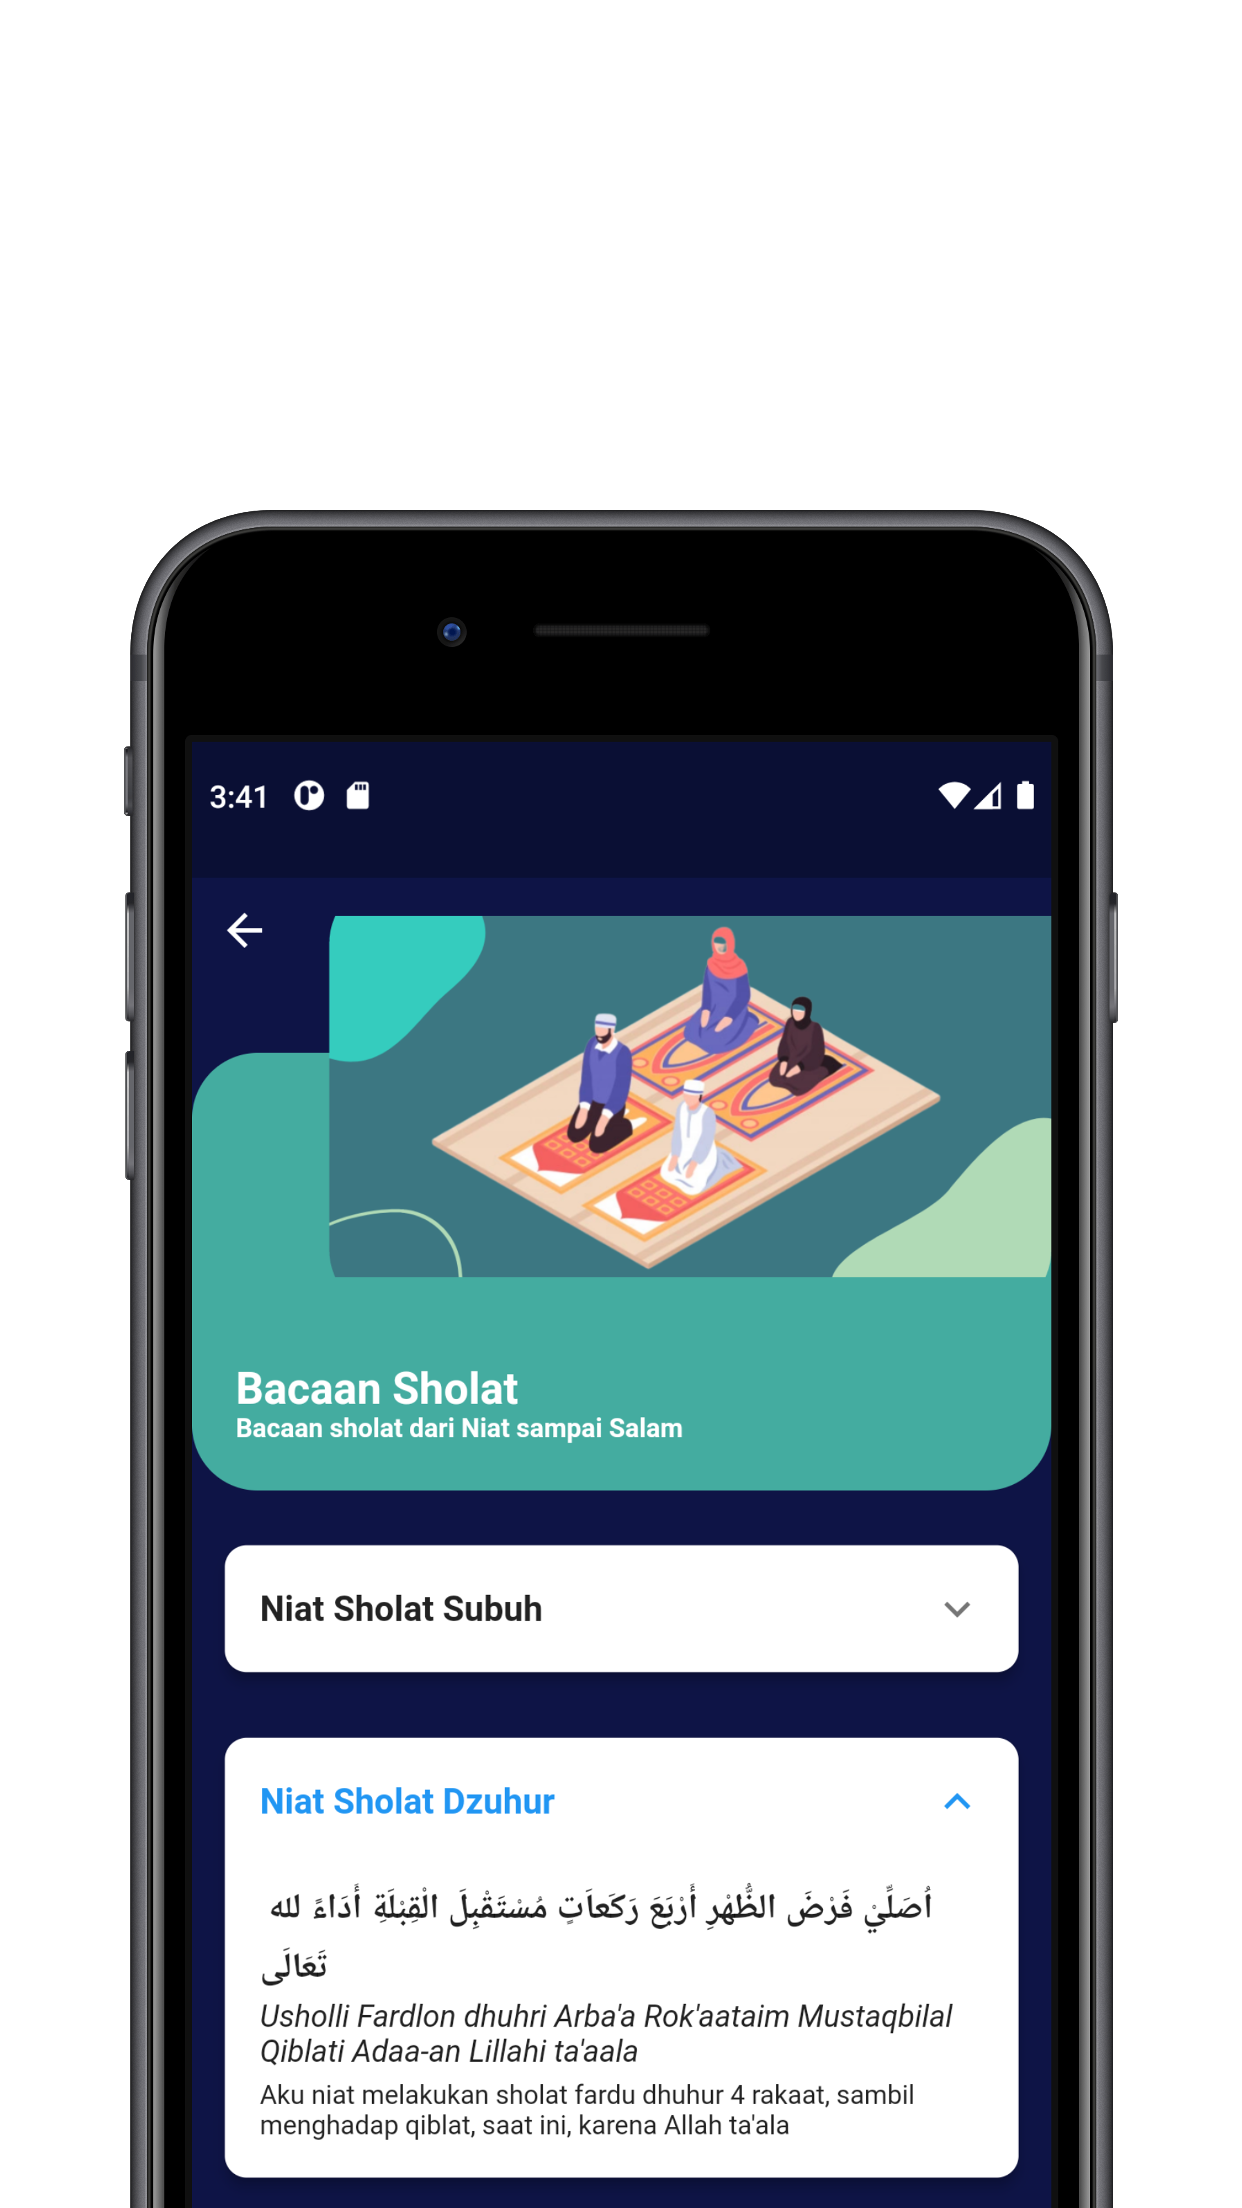 3:41
Bacaan Sholat
Bacaan sholat dari Niat sampai Salam
Niat Sholat Subuh
Niat Sholat Dzuhur
اُصَلِّيْ فَرْضَ الظُّهْرِ أَرْبَعَ رَكَعاَتٍ مُسْتَقْبِلَ الْقِبْلَةِ أَدَاءً لله
تَعَالَى
Usholli Fardlon dhuhri Arba'a Rok'aataim Mustaqbilal
Qiblati Adaa-an Lillahi ta'aala
Aku niat melakukan sholat fardu dhuhur 4 rakaat, sambil
menghadap qiblat, saat ini, karena Allah ta'ala